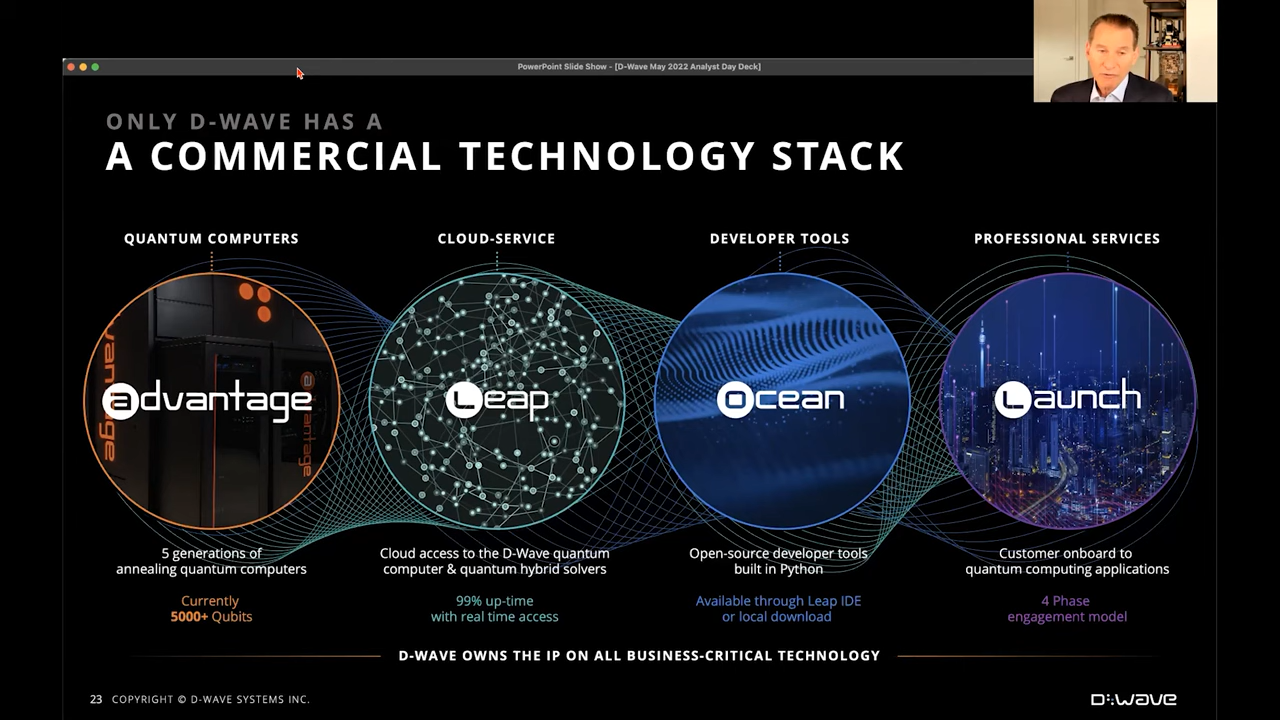 PowerPoint Slide Show - [D-Wave May 2022 Analyst Day Deck]
ONLY D-WAVE HAS A
A COMMERCIAL TECHNOLOGY STACK
QUANTUM COMPUTERS
CLOUD-SERVICE
DEVELOPER TOOLS
PROFESSIONAL SERVICES
advantage
Leap
Ocean
Launch
5 generations of
annealing quantum computers
Currently
5000+ Qubits
Cloud access to the D-Wave quantum
computer & quantum hybrid solvers
99% up-time
with real time access
Open-source developer tools
built in Python
Available through Leap IDE
or local download
Customer onboard to
quantum computing applications
4 Phase
engagement model
D-WAVE OWNS THE IP ON ALL BUSINESS-CRITICAL TECHNOLOGY
23 COPYRIGHT © D-WAVE SYSTEMS INC.
D:wave